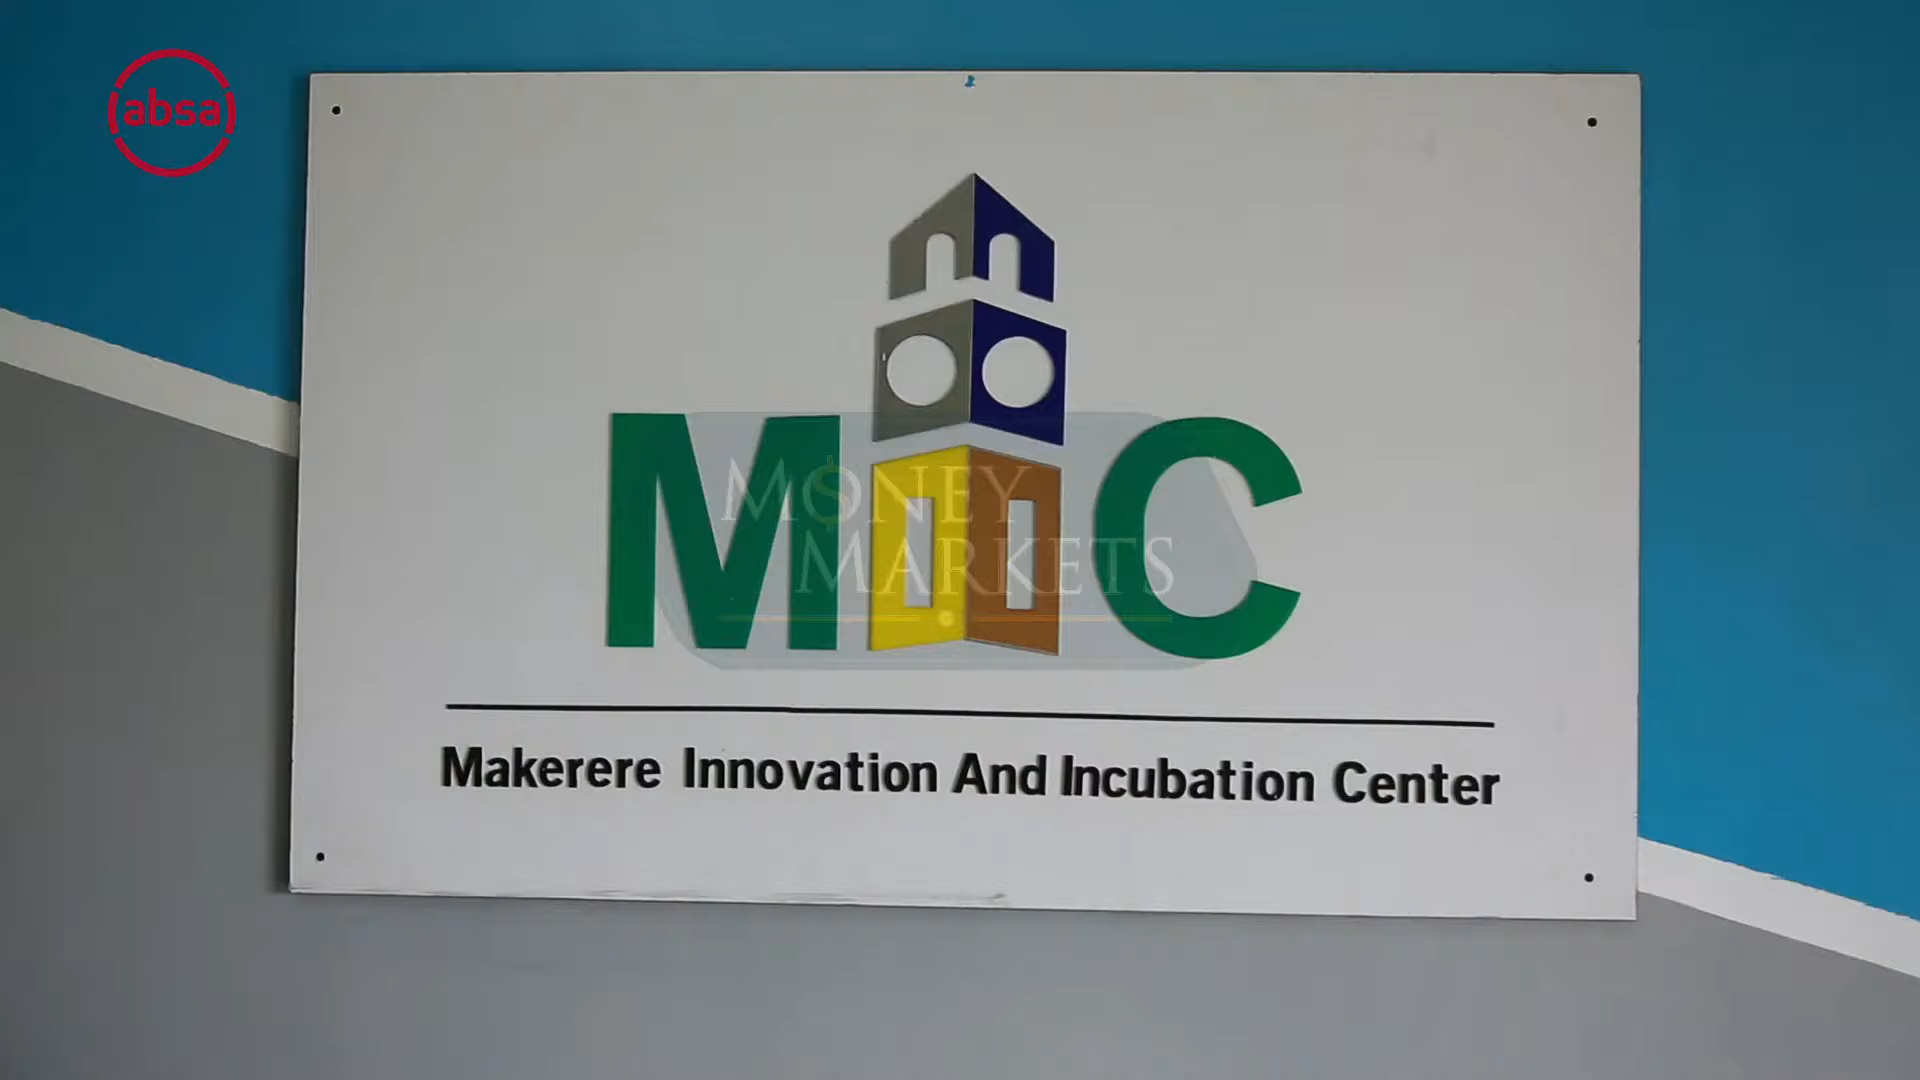 absa
MIIC
MONEY
MARKETS
Makerere Innovation And Incubation Center